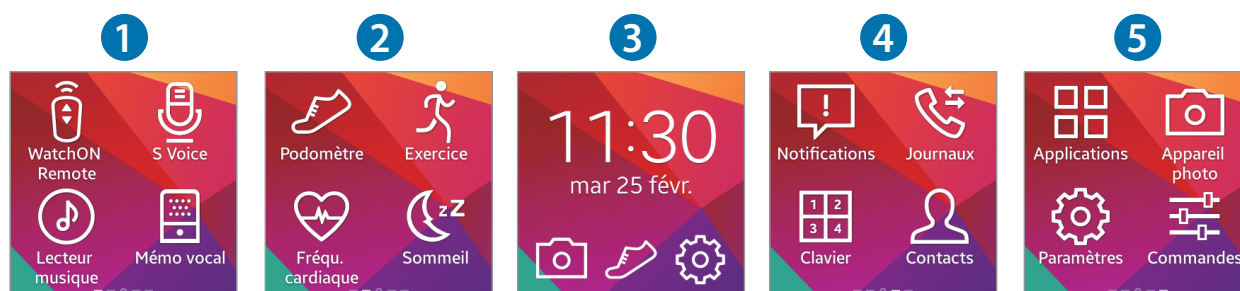 1
WatchON
Remote
S Voice
Lecteur
musique
Mémo vocal
2
Podomètre
Exercice
zZ
Fréqu.
cardiaque
Sommeil
3
11:30
mar 25 févr.
4
!
Notifications
Journaux
1 2
3 4
Clavier
Contacts
5
Applications
Appareil
photo
Paramètres
Commandes